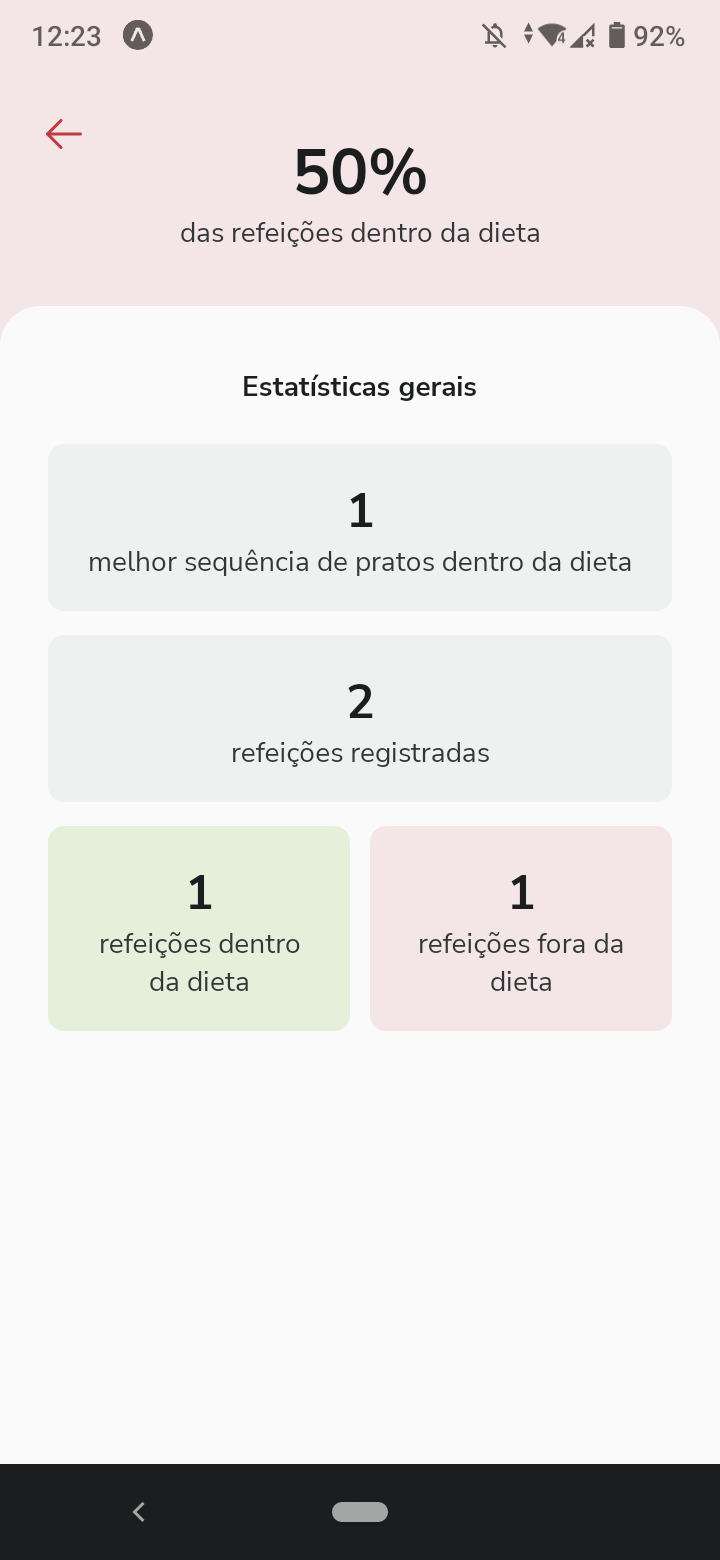 12:23
4
92%
50%
das refeições dentro da dieta
Estatísticas gerais
1
melhor sequência de pratos dentro da dieta
2
refeições registradas
1
refeições dentro
da dieta
1
refeições fora da
dieta